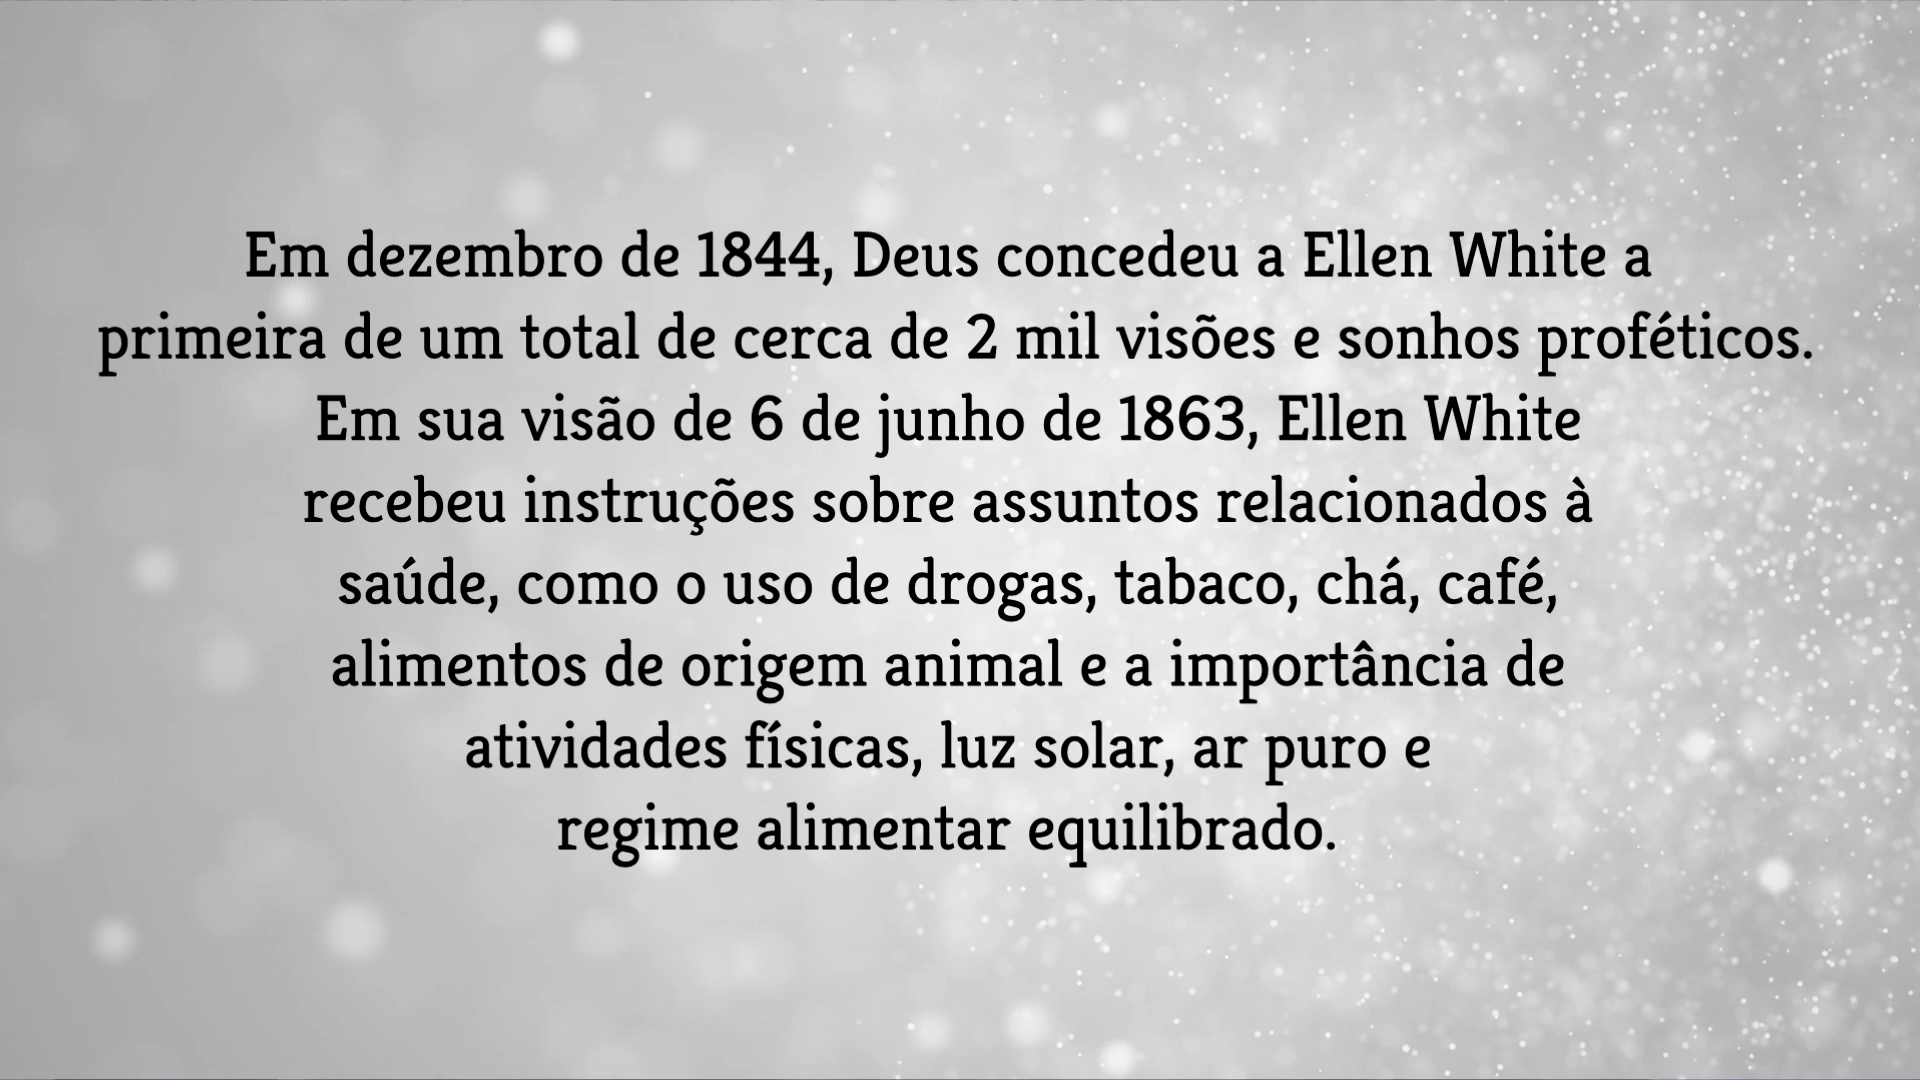 Em dezembro de 1844, Deus concedeu a Ellen White a
primeira de um total de cerca de 2 mil visões e sonhos proféticos.
Em sua visão de 6 de junho de 1863, Ellen White
recebeu instruções sobre assuntos relacionados à
saúde, como o uso de drogas, tabaco, chá, café,
alimentos de origem animal e a importância de
atividades físicas, luz solar, ar puro e
regime alimentar equilibrado.